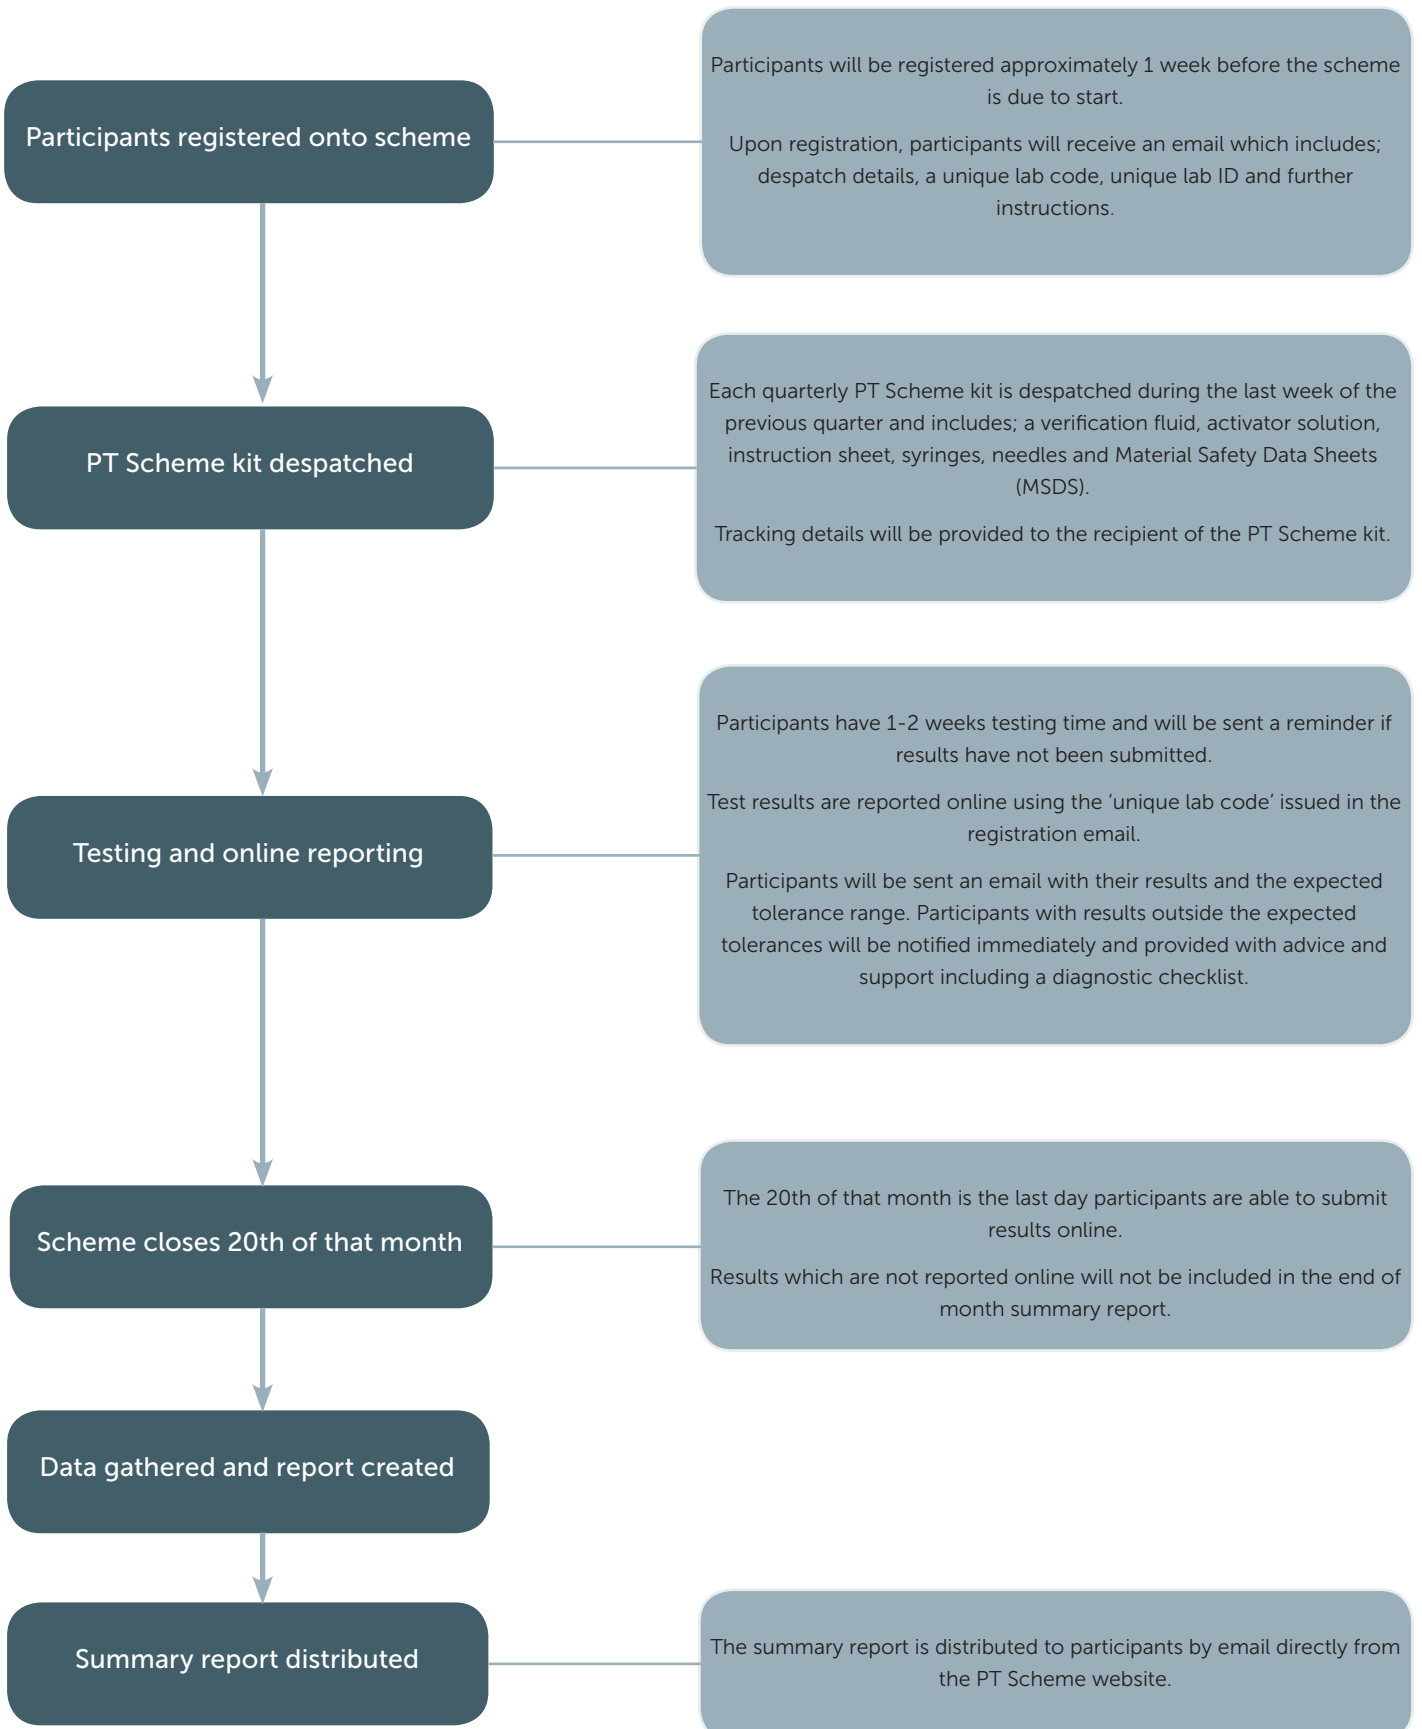 Participants registered onto scheme
Participants will be registered approximately 1 week before the scheme
is due to start.
Upon registration, participants will receive an email which includes;
despatch details, a unique lab code, unique lab ID and further
instructions.
PT Scheme kit despatched
Each quarterly PT Scheme kit is despatched during the last week of the
previous quarter and includes; a verification fluid, activator solution,
instruction sheet, syringes, needles and Material Safety Data Sheets
(MSDS).
Tracking details will be provided to the recipient of the PT Scheme kit.
Testing and online reporting
Participants have 1-2 weeks testing time and will be sent a reminder if
results have not been submitted.
Test results are reported online using the ‘unique lab code’ issued in the
registration email.
Participants will be sent an email with their results and the expected
tolerance range. Participants with results outside the expected
tolerances will be notified immediately and provided with advice and
support including a diagnostic checklist.
Scheme closes 20th of that month
The 20th of that month is the last day participants are able to submit
results online.
Results which are not reported online will not be included in the end of
month summary report.
Data gathered and report created
Summary report distributed
The summary report is distributed to participants by email directly from
the PT Scheme website.